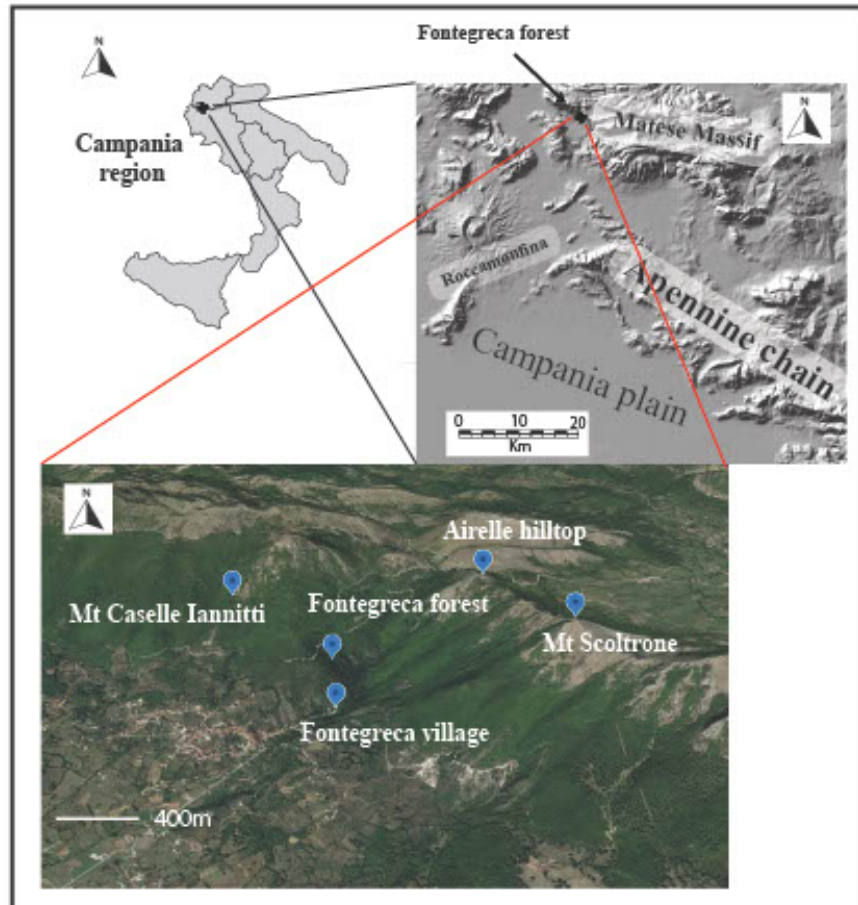 Fontegreca forest
N
Campania
region
N
Matese Massif
Roccamonfina
Apennine chain
Campania plain
0 10 20
Km
N
Airelle hilltop
Mt Caselle Iannitti
Fontegreca forest
Mt Scoltrone
Fontegreca village
400m